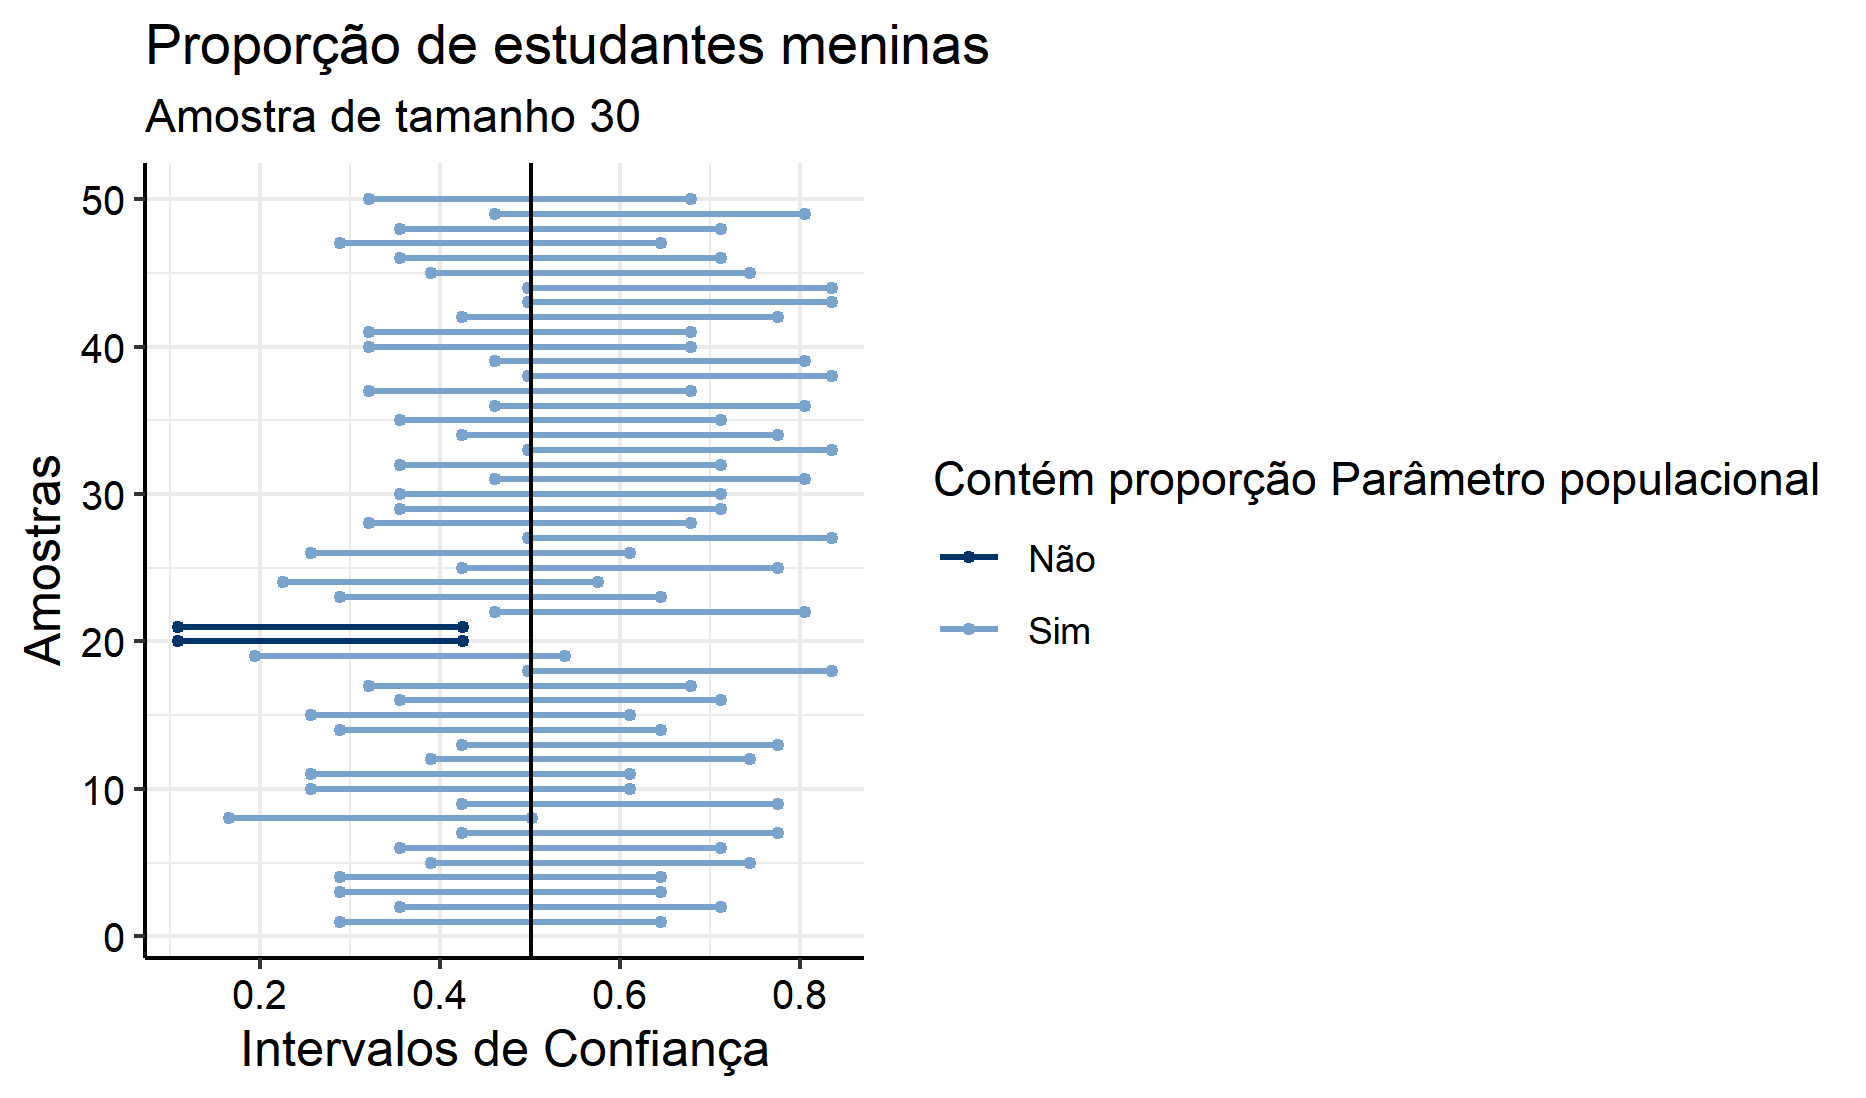 Proporção de estudantes meninas
Amostra de tamanho 30
50
40
30
20
10
0
Amostras
0.2 0.4 0.6 0.8
Intervalos de Confiança
Contém proporção Parâmetro populacional
Não
Sim